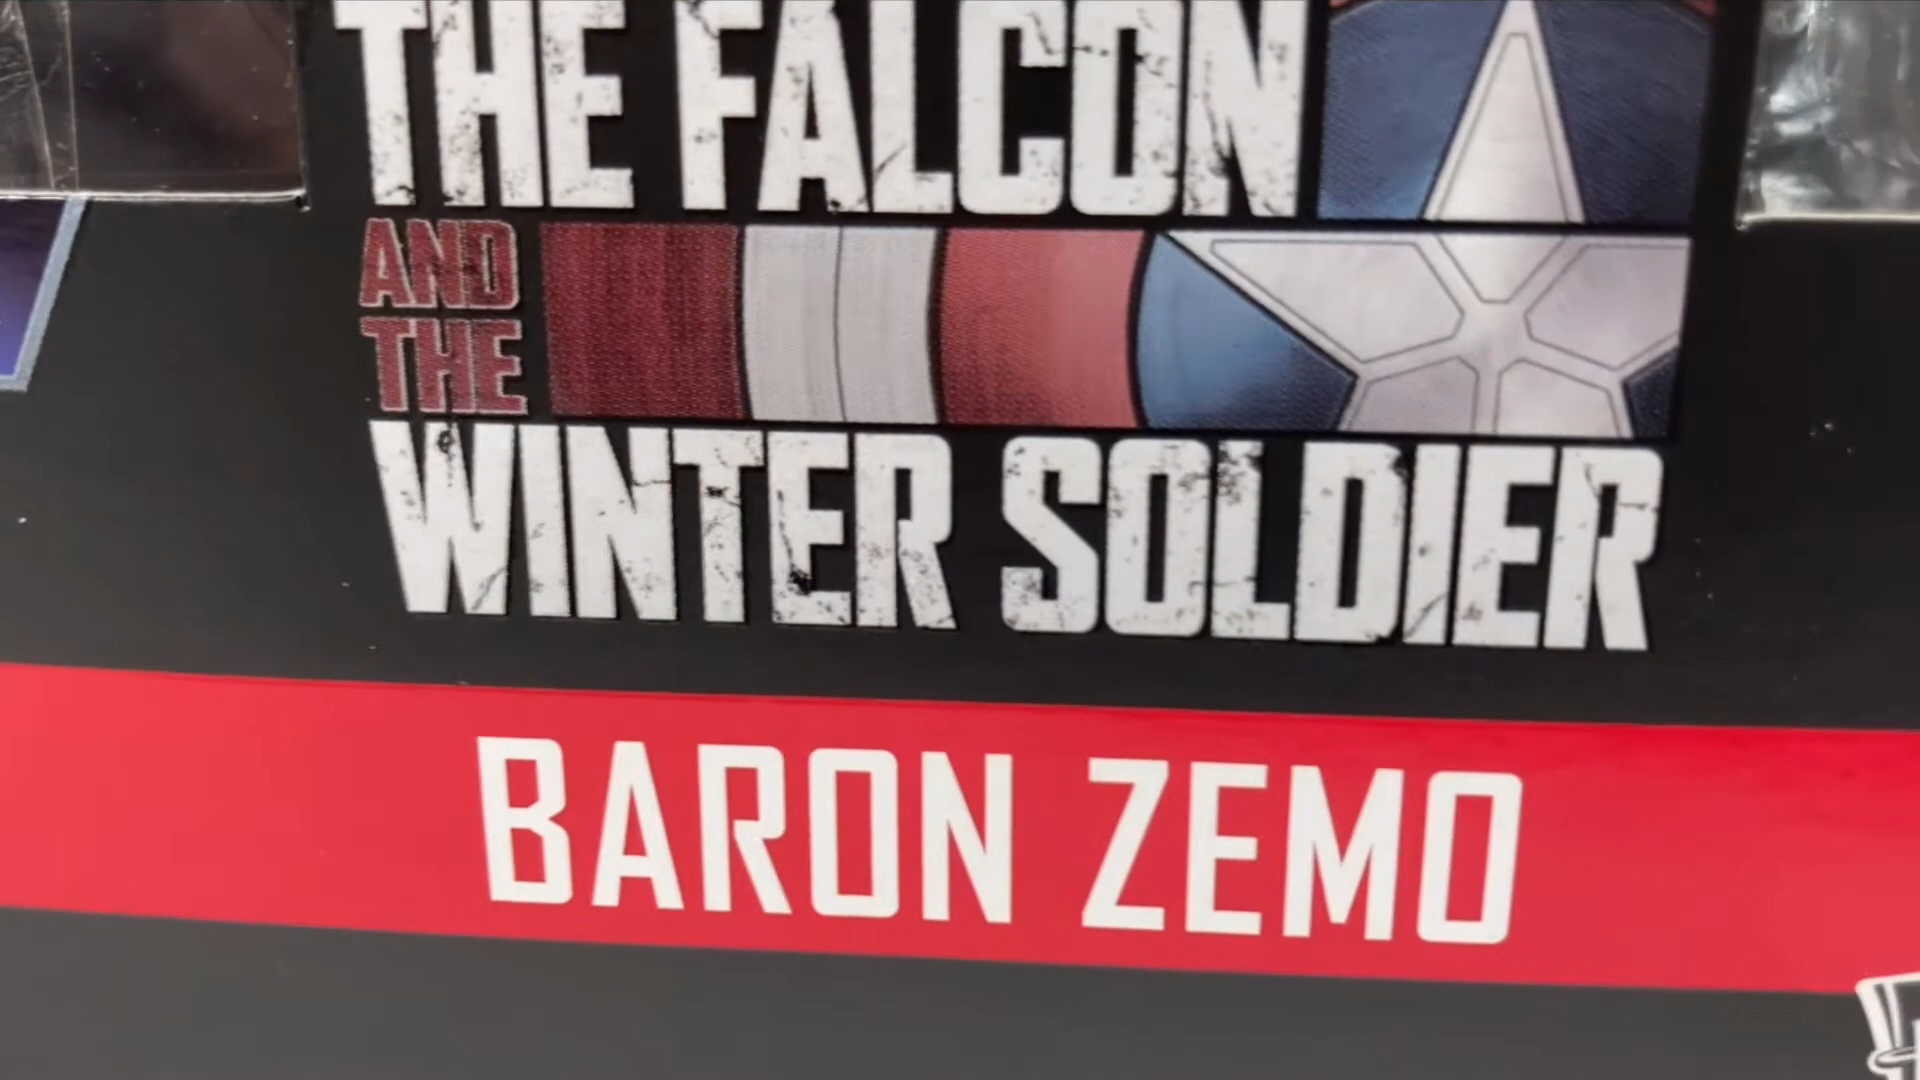 THE FALCON
AND
THE
WINTER SOLDIER
BARON ZEMO